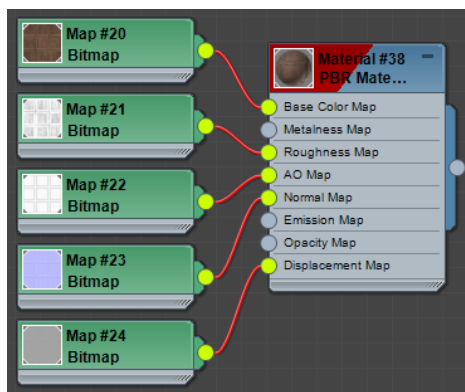 Map #20
Bitmap
Map #21
Bitmap
Map #22
Bitmap
Map #23
Bitmap
Map #24
Bitmap
Material #38
PBR Mate...
Base Color Map
Metalness Map
Roughness Map
AO Map
Normal Map
Emission Map
Opacity Map
Displacement Map